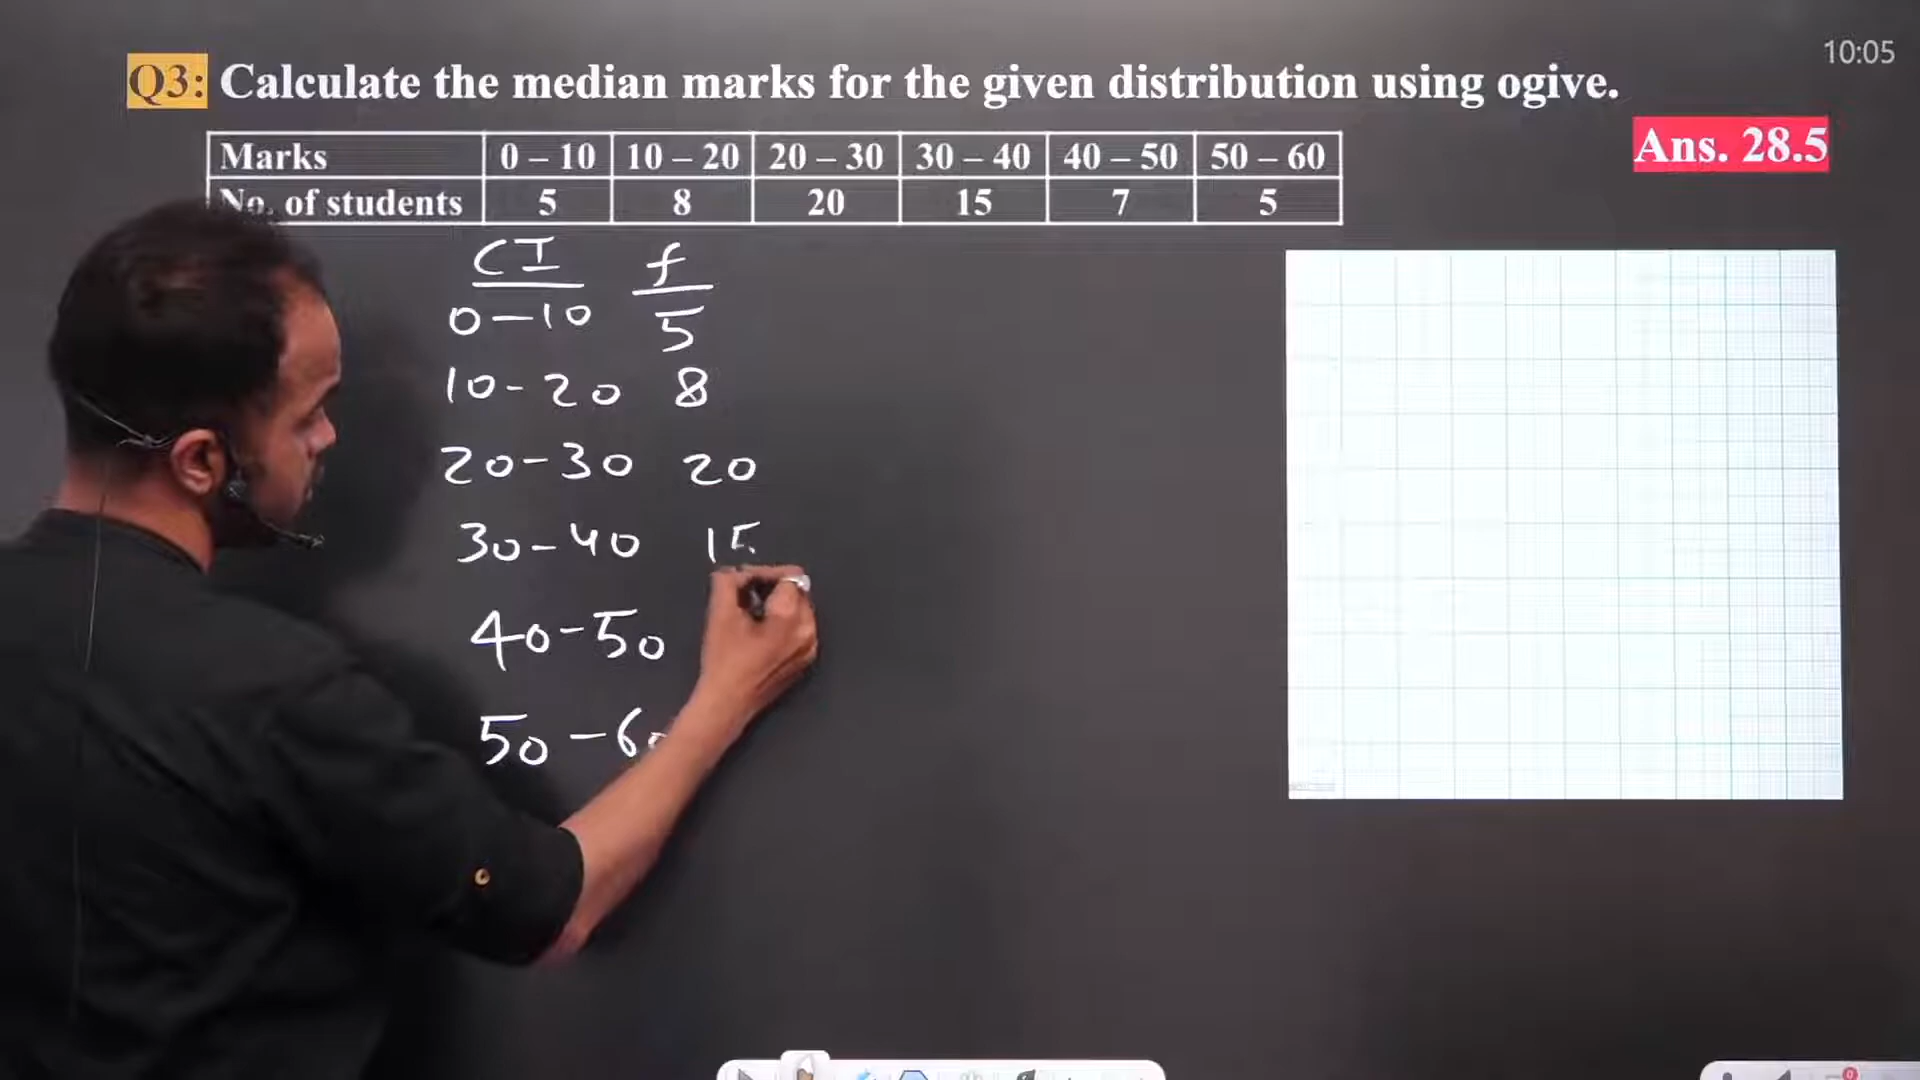 10:05
Q3: Calculate the median marks for the given distribution using ogive.
Ans. 28.5
Marks 0 – 10 10 – 20 20 – 30 30 – 40 40 – 50 50 – 60
No. of students 5 8 20 15 7 5
CI f
0-10 5
10-20 8
20-30 20
30-40 15
40-50
50-60